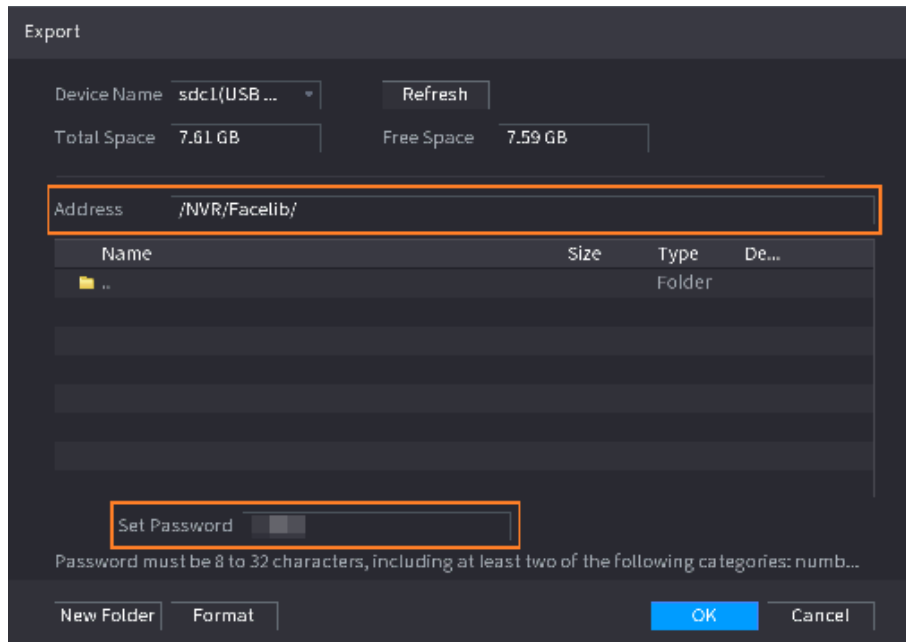 Export
Device Name sdc1(USB ... Refresh
Total Space 7.61 GB Free Space 7.59 GB
Address /NVR/Facelib/
Name Size Type De...
.. Folder
Set Password
Password must be 8 to 32 characters, including at least two of the following categories: numb...
New Folder Format OK Cancel